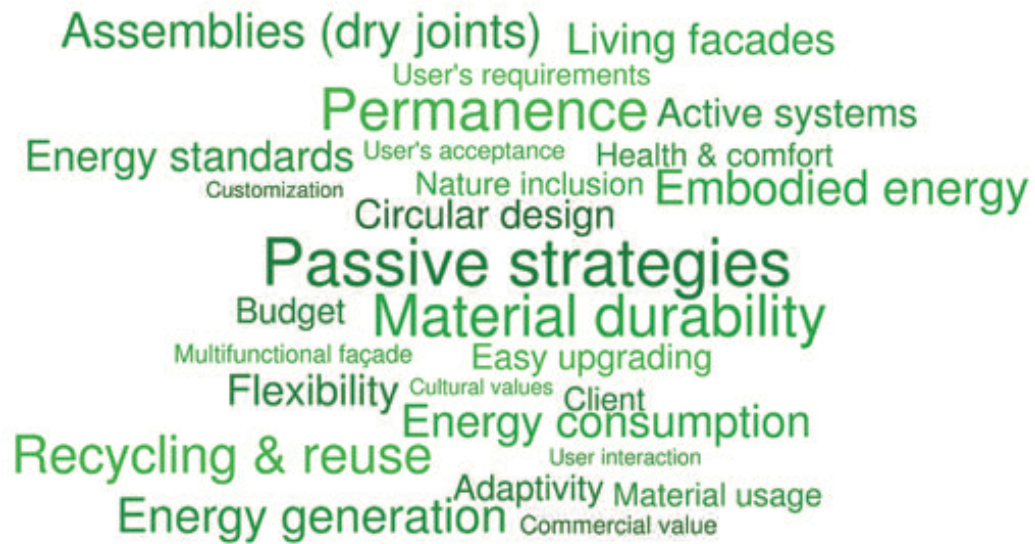 Assemblies (dry joints) Living facades
User's requirements
Permanence Active systems
Energy standards User's acceptance Health & comfort
Customization Nature inclusion Embodied energy
Circular design
Passive strategies
Budget Material durability
Multifunctional façade Easy upgrading
Flexibility Cultural values Client
Energy consumption
Recycling & reuse User interaction
Adaptivity Material usage
Energy generation Commercial value